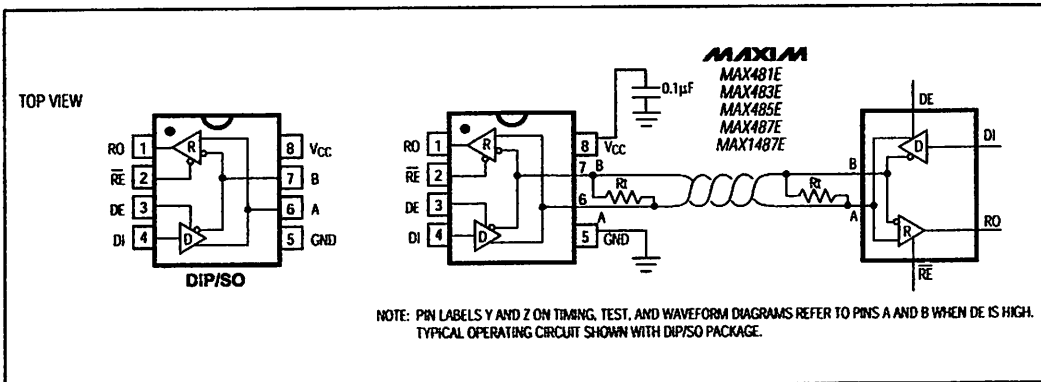 TOP VIEW
RO 1
RE 2
DE 3
DI 4
8 VCC
7 B
6 A
5 GND
R
D
DIP/SO
RO 1
RE 2
DE 3
DI 4
R
D
8 VCC
7 B
6 A
5 GND
0.1µF
Rt
MAXIM
MAX481E
MAX483E
MAX485E
MAX487E
MAX1487E
Rt
B
A
DE
D
DI
R
RO
RE
NOTE: PIN LABELS Y AND Z ON TIMING, TEST, AND WAVEFORM DIAGRAMS REFER TO PINS A AND B WHEN DE IS HIGH.
TYPICAL OPERATING CIRCUIT SHOWN WITH DIP/SO PACKAGE.